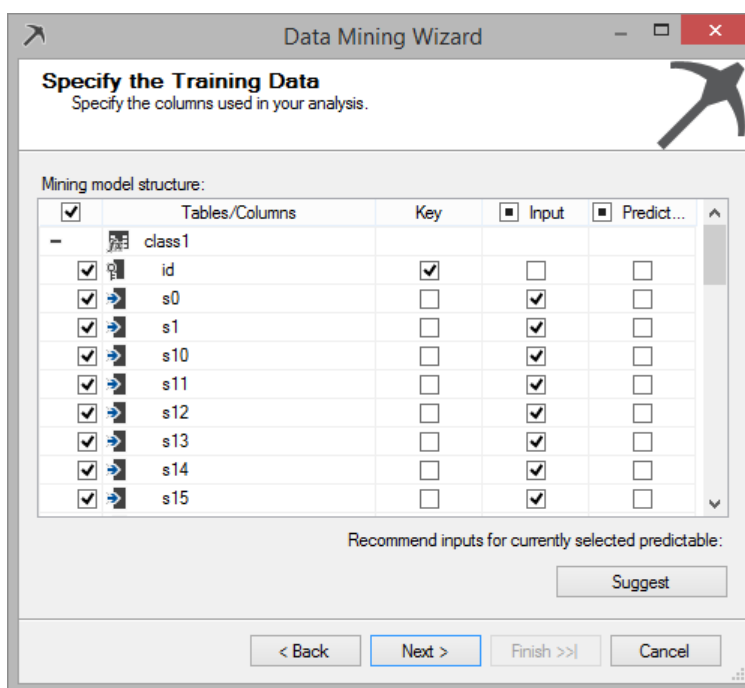 Data Mining Wizard
Specify the Training Data
Specify the columns used in your analysis.
Mining model structure:
Tables/Columns Key Input Predict...
class1
id
s0
s1
s10
s11
s12
s13
s14
s15
Recommend inputs for currently selected predictable:
Suggest
< Back Next > Finish >>| Cancel